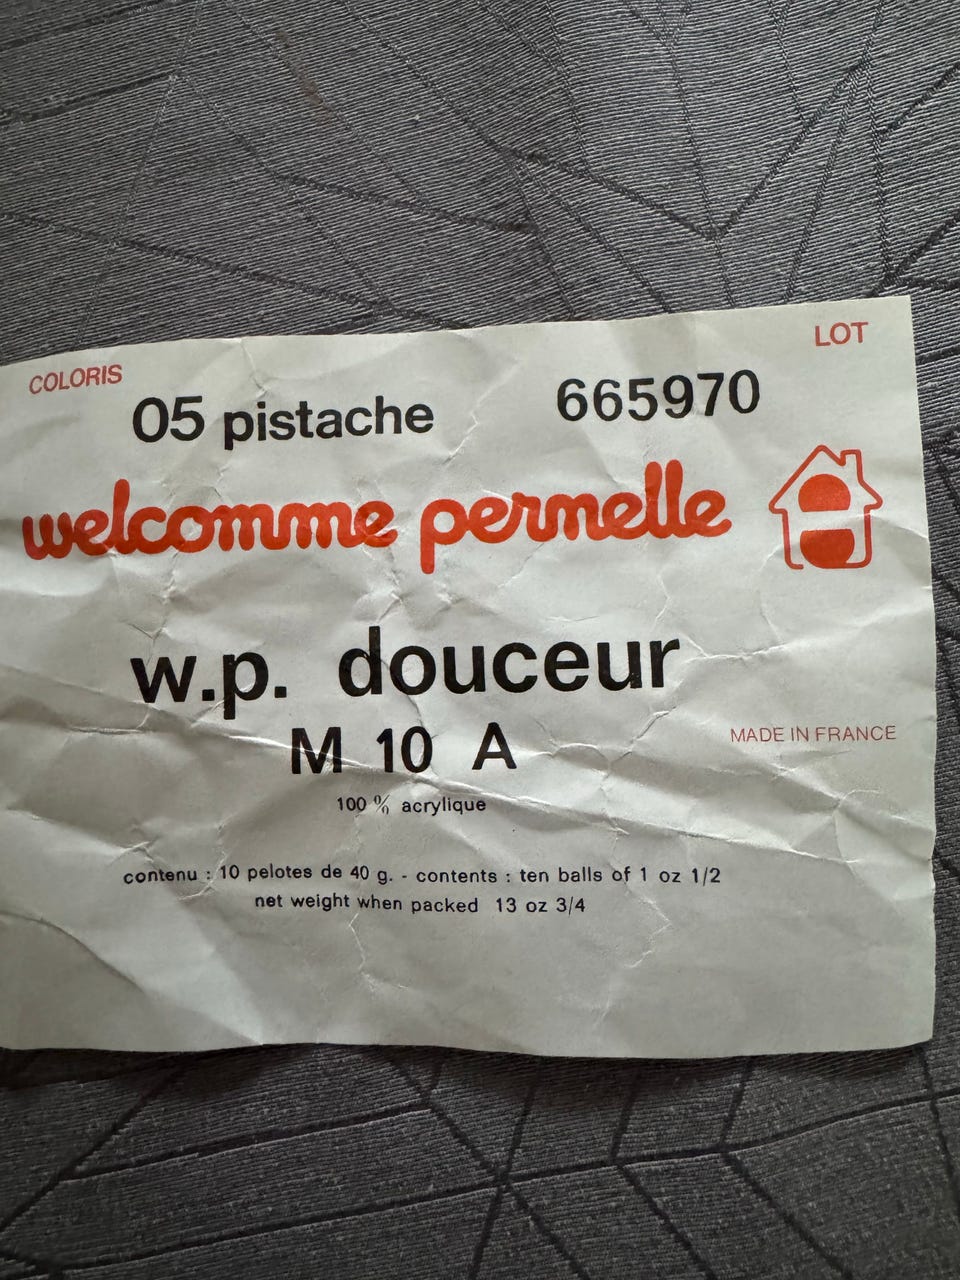 COLORIS
LOT
05 pistache 665970
welcomme pernelle
w.p. douceur
M 10 A
MADE IN FRANCE
100 % acrylique
contenu : 10 pelotes de 40 g. - contents : ten balls of 1 oz 1/2
net weight when packed 13 oz 3/4